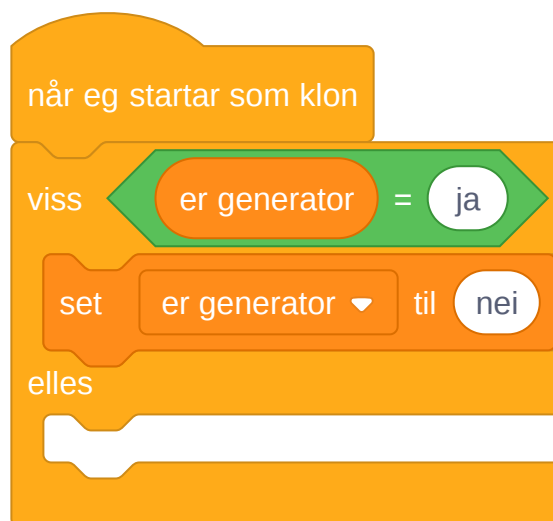 når eg startar som klon
viss er generator = ja
set er generator til nei
elles